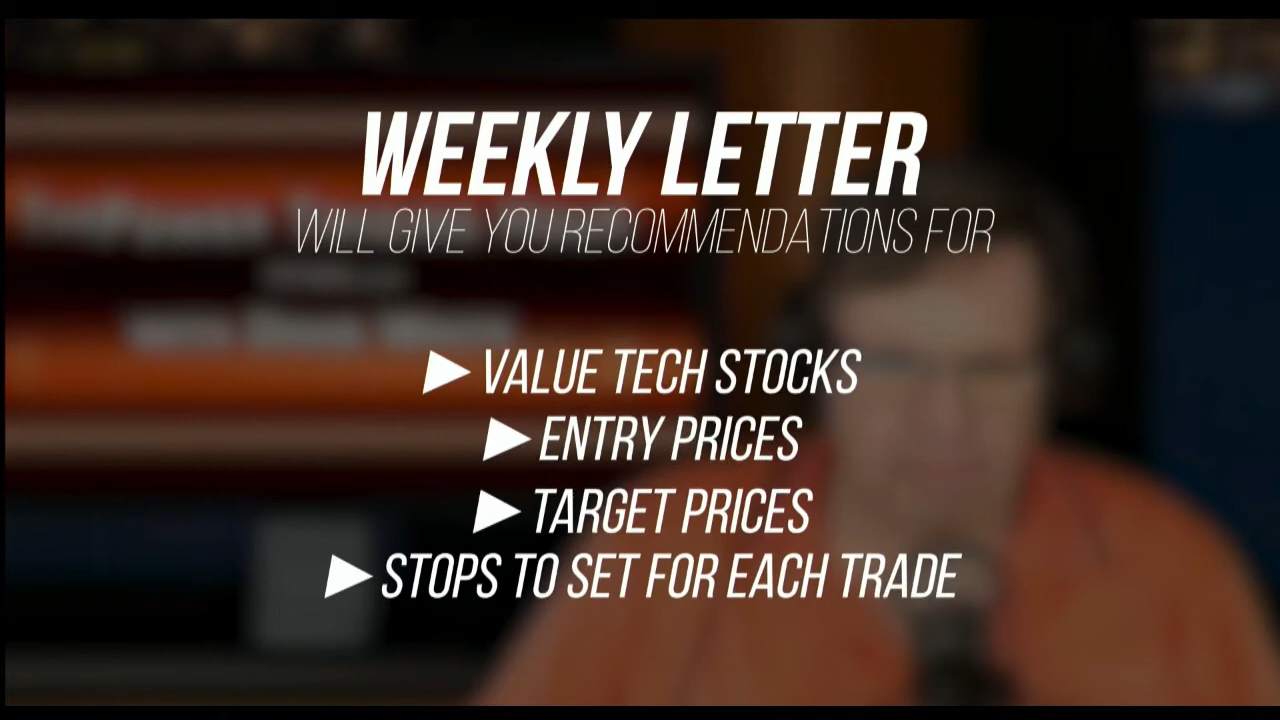 WEEKLY LETTER
WILL GIVE YOU RECOMMENDATIONS FOR
► VALUE TECH STOCKS
► ENTRY PRICES
► TARGET PRICES
► STOPS TO SET FOR EACH TRADE